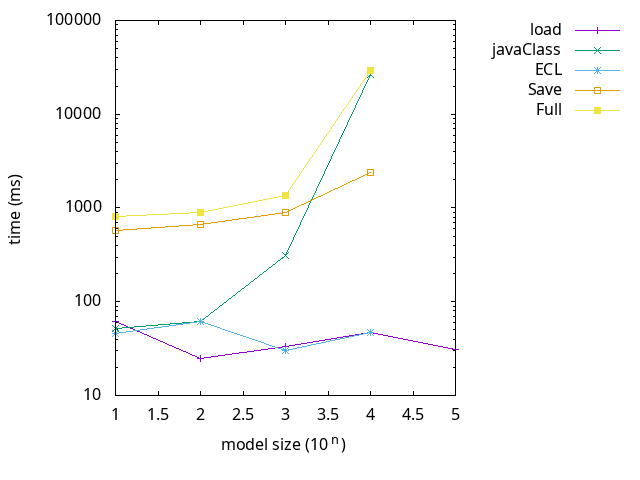 100000
10000
1000
100
10
time (ms)
1 1.5 2 2.5 3 3.5 4 4.5 5
model size (10 n)
load
javaClass
ECL
Save
Full